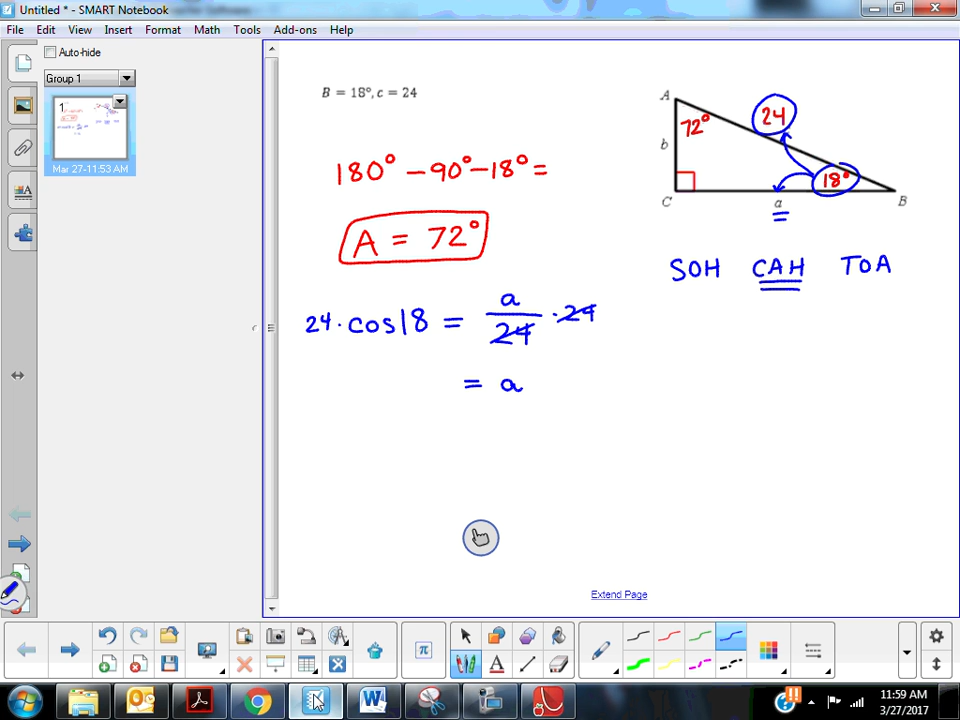 Untitled * - SMART Notebook
File Edit View Insert Format Math Tools Add-ons Help
Auto-hide
Group 1
1
Mar 27-11:53 AM
B = 18°, c = 24
180° - 90° - 18° =
A = 72°
24 · cos18 = a/24 · 24
= a
A
72°
24
b
18°
C
a
B
SOH CAH TOA
Extend Page
11:59 AM
3/27/2017